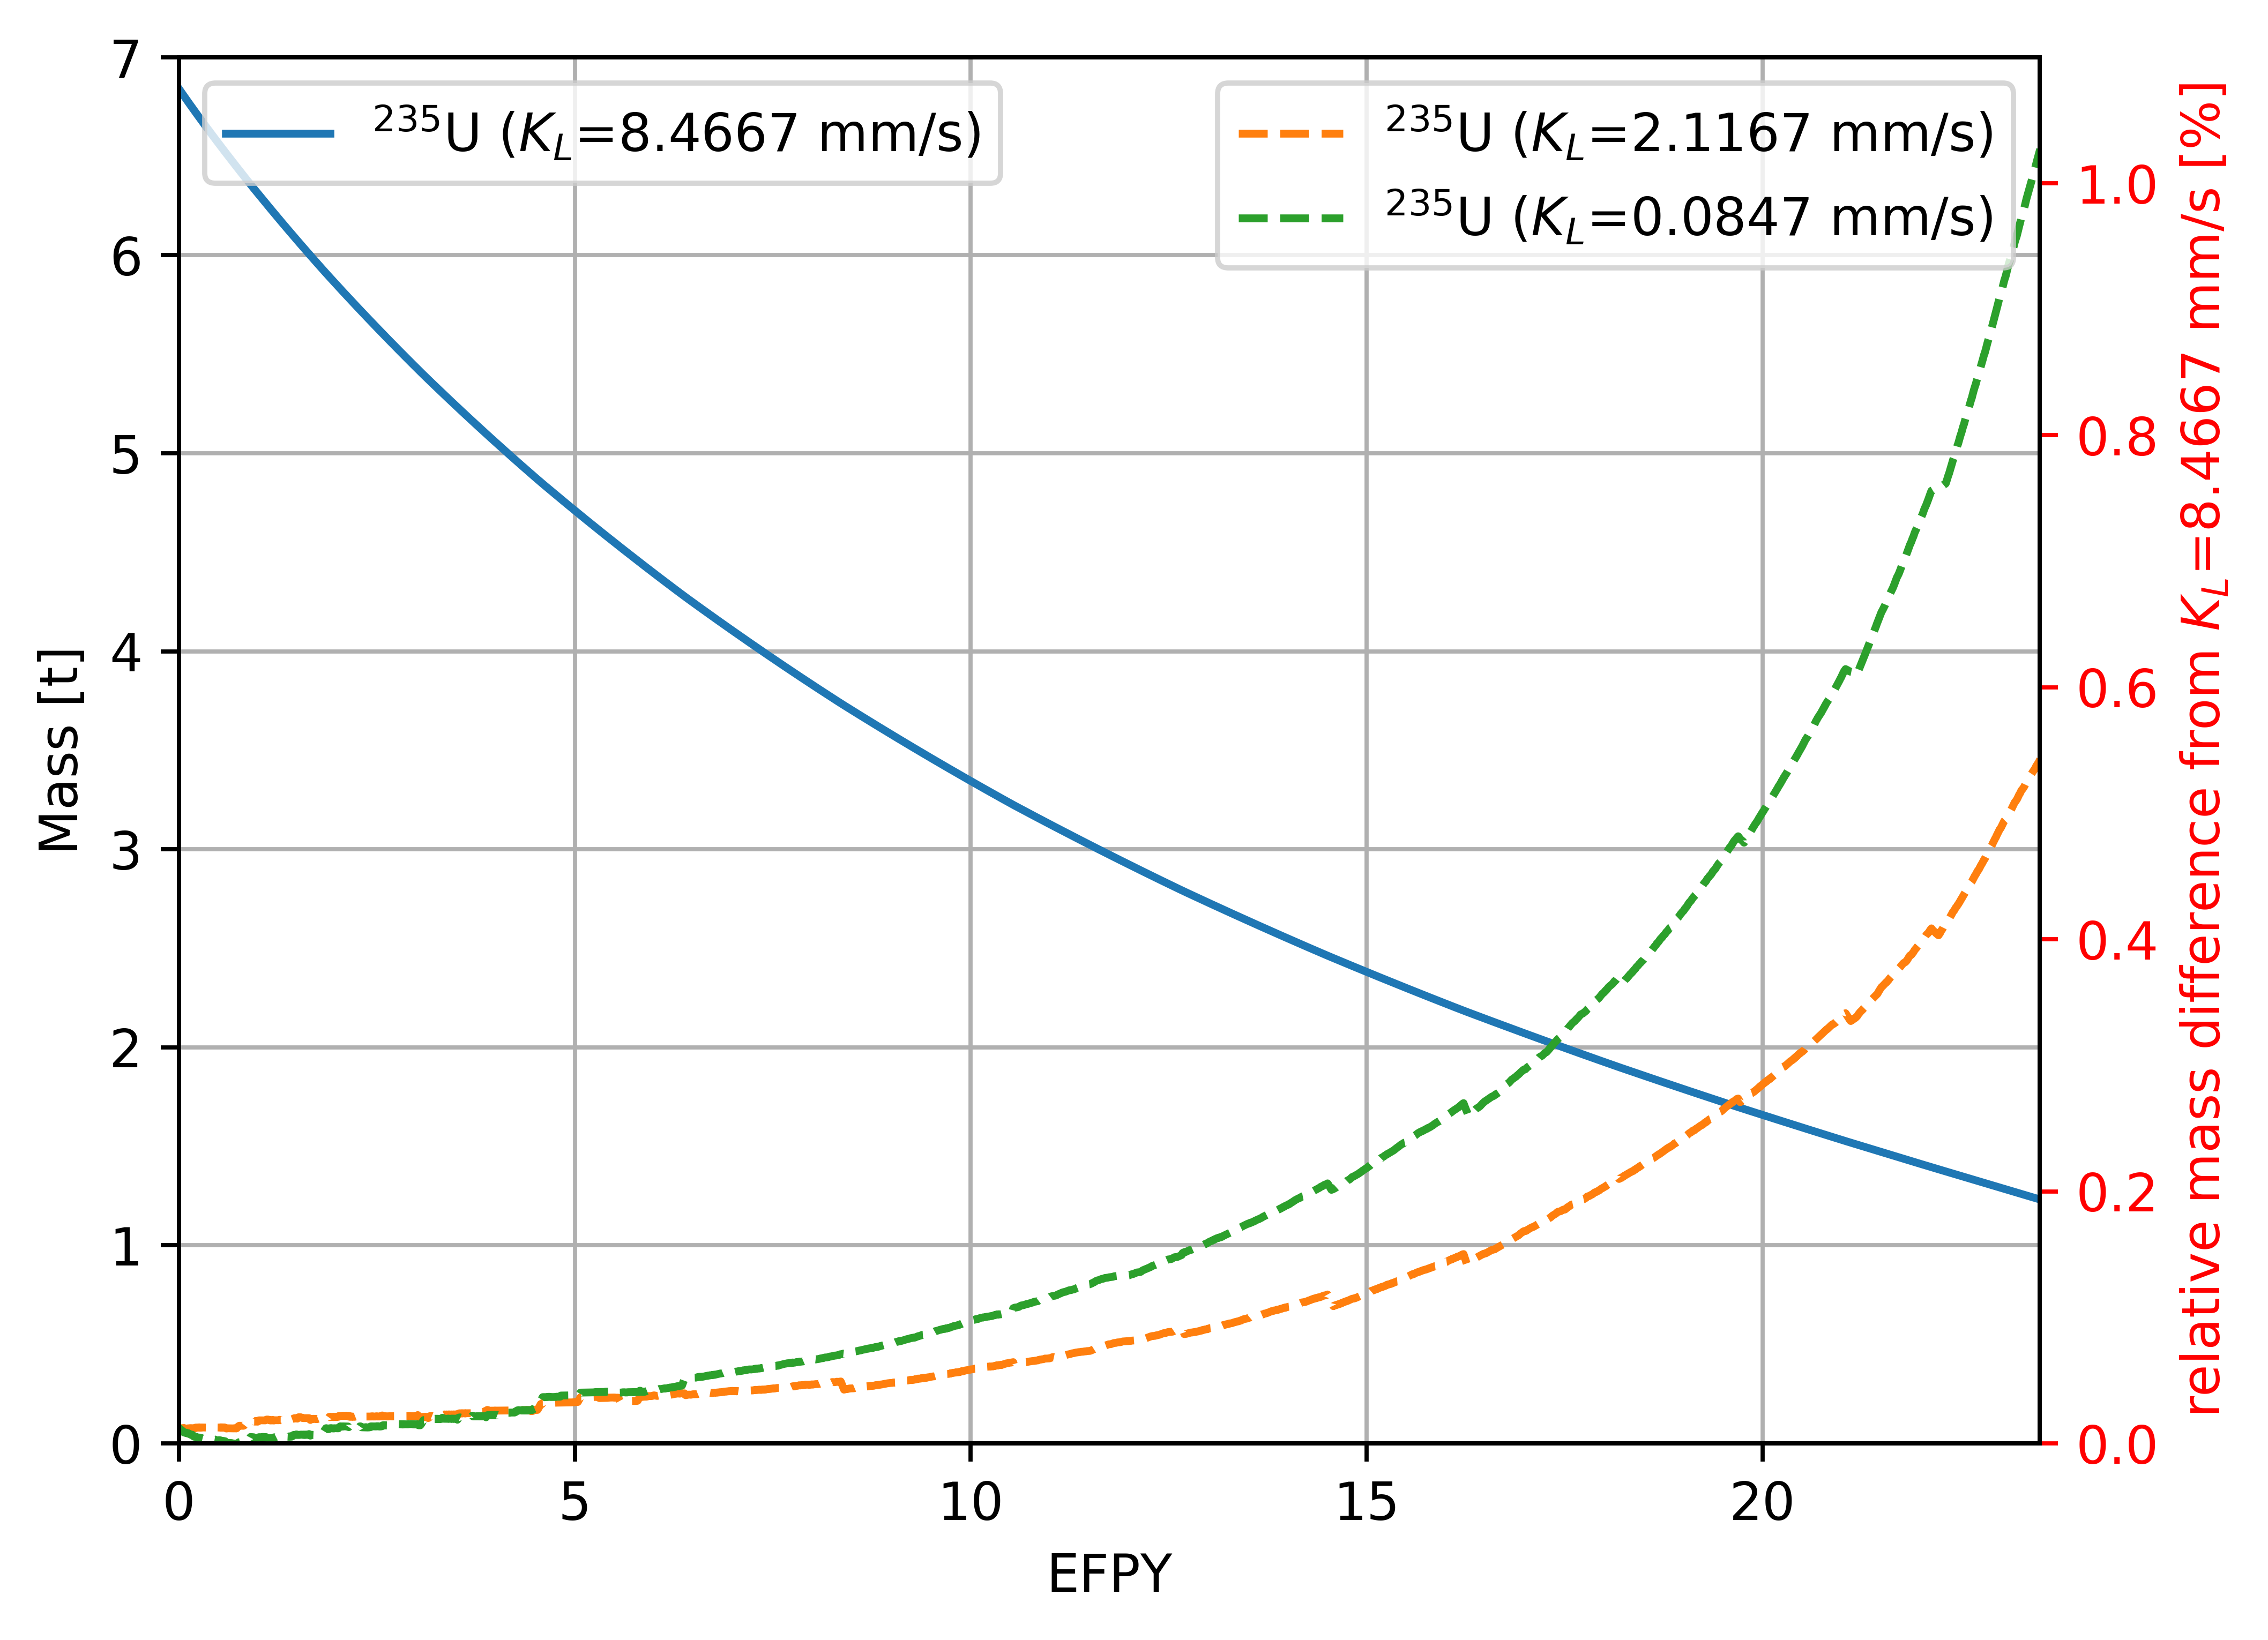 ²³⁵U (K_L=8.4667 mm/s)
²³⁵U (K_L=2.1167 mm/s)
²³⁵U (K_L=0.0847 mm/s)
7
6
5
4
3
2
1
0
Mass [t]
0 5 10 15 20
EFPY
1.0
0.8
0.6
0.4
0.2
0.0
relative mass difference from K_L=8.4667 mm/s [%]